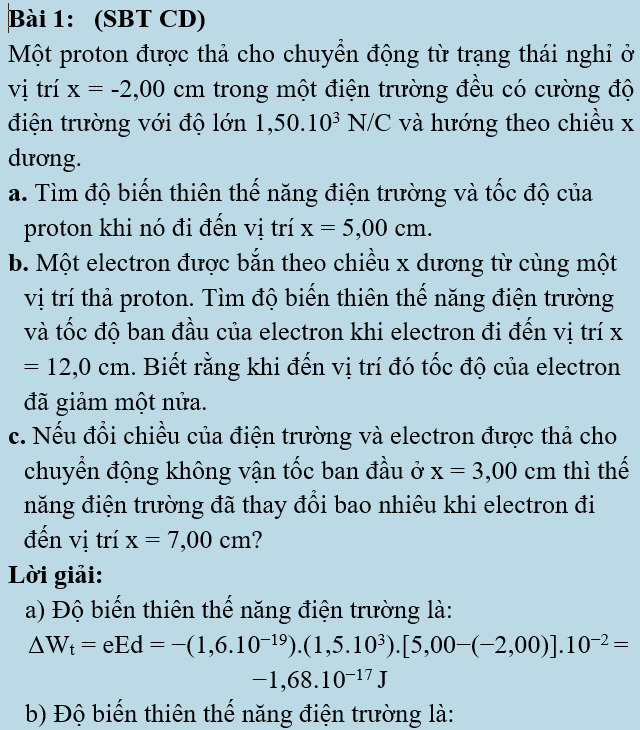 Bài 1: (SBT CD)
Một proton được thả cho chuyển động từ trạng thái nghỉ ở
vị trí x = -2,00 cm trong một điện trường đều có cường độ
điện trường với độ lớn 1,50.10³ N/C và hướng theo chiều x
dương.
a. Tìm độ biến thiên thế năng điện trường và tốc độ của
proton khi nó đi đến vị trí x = 5,00 cm.
b. Một electron được bắn theo chiều x dương từ cùng một
vị trí thả proton. Tìm độ biến thiên thế năng điện trường
và tốc độ ban đầu của electron khi electron đi đến vị trí x
= 12,0 cm. Biết rằng khi đến vị trí đó tốc độ của electron
đã giảm một nửa.
c. Nếu đổi chiều của điện trường và electron được thả cho
chuyển động không vận tốc ban đầu ở x = 3,00 cm thì thế
năng điện trường đã thay đổi bao nhiêu khi electron đi
đến vị trí x = 7,00 cm?
Lời giải:
a) Độ biến thiên thế năng điện trường là:
ΔWₜ = eEd = −(1,6.10⁻¹⁹).(1,5.10³).[5,00−(−2,00)].10⁻² =
−1,68.10⁻¹⁷ J
b) Độ biến thiên thế năng điện trường là: